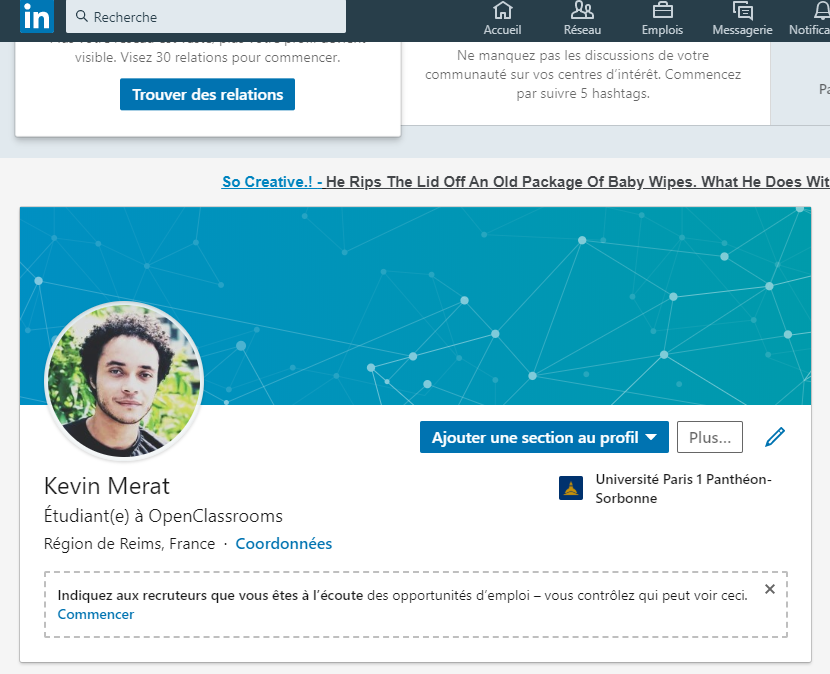 in
Recherche
Accueil
Réseau
Emplois
Messagerie
visible. Visez 30 relations pour commencer.
Trouver des relations
Ne manquez pas les discussions de votre
communauté sur vos centres d'intérêt. Commencez
par suivre 5 hashtags.
So Creative.! - He Rips The Lid Off An Old Package Of Baby Wipes. What He Does
Ajouter une section au profil
Plus...
Kevin Merat
Étudiant(e) à OpenClassrooms
Région de Reims, France · Coordonnées
Université Paris 1 Panthéon-
Sorbonne
Indiquez aux recruteurs que vous êtes à l'écoute des opportunités d'emploi – vous contrôlez qui peut voir ceci.
Commencer